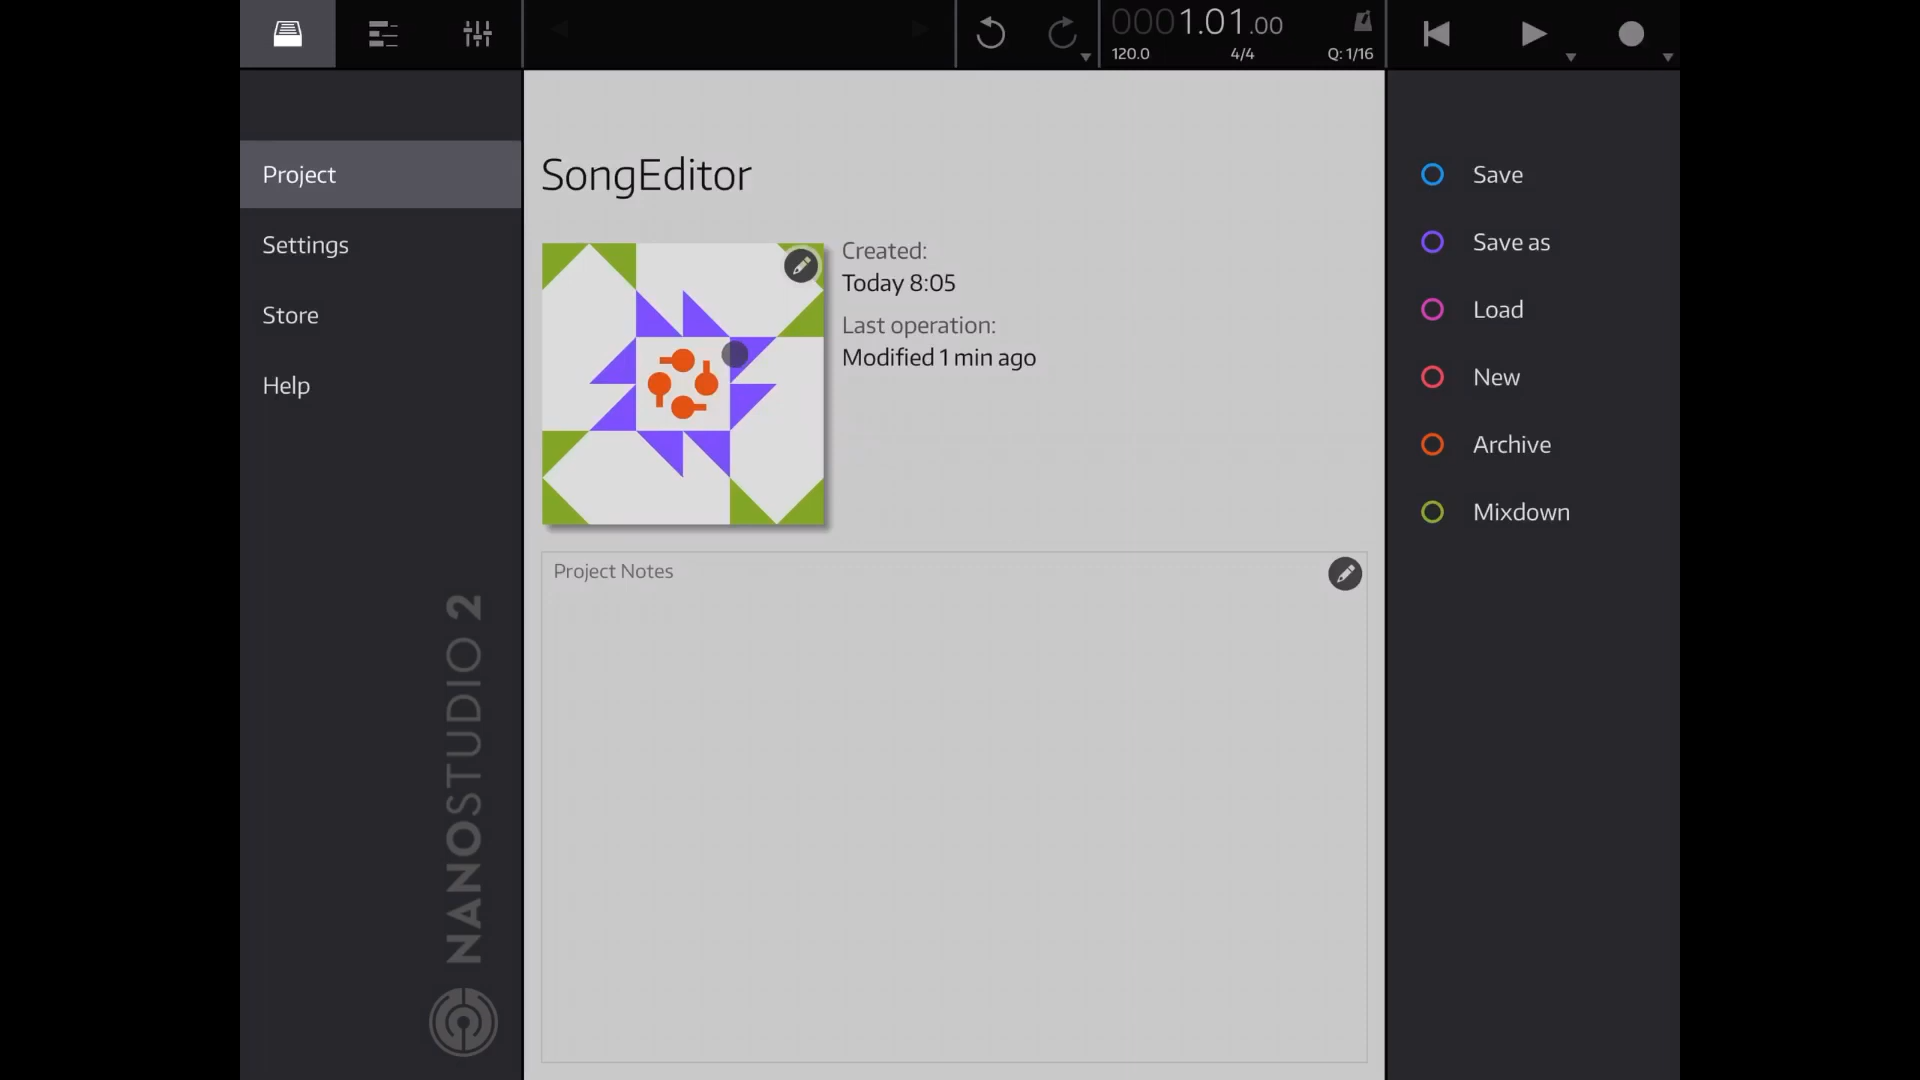 0001.01.00
120.0 4/4 Q: 1/16
Project
Settings
Store
Help
NANOSTUDIO 2
SongEditor
Created:
Today 8:05
Last operation:
Modified 1 min ago
Project Notes
Save
Save as
Load
New
Archive
Mixdown